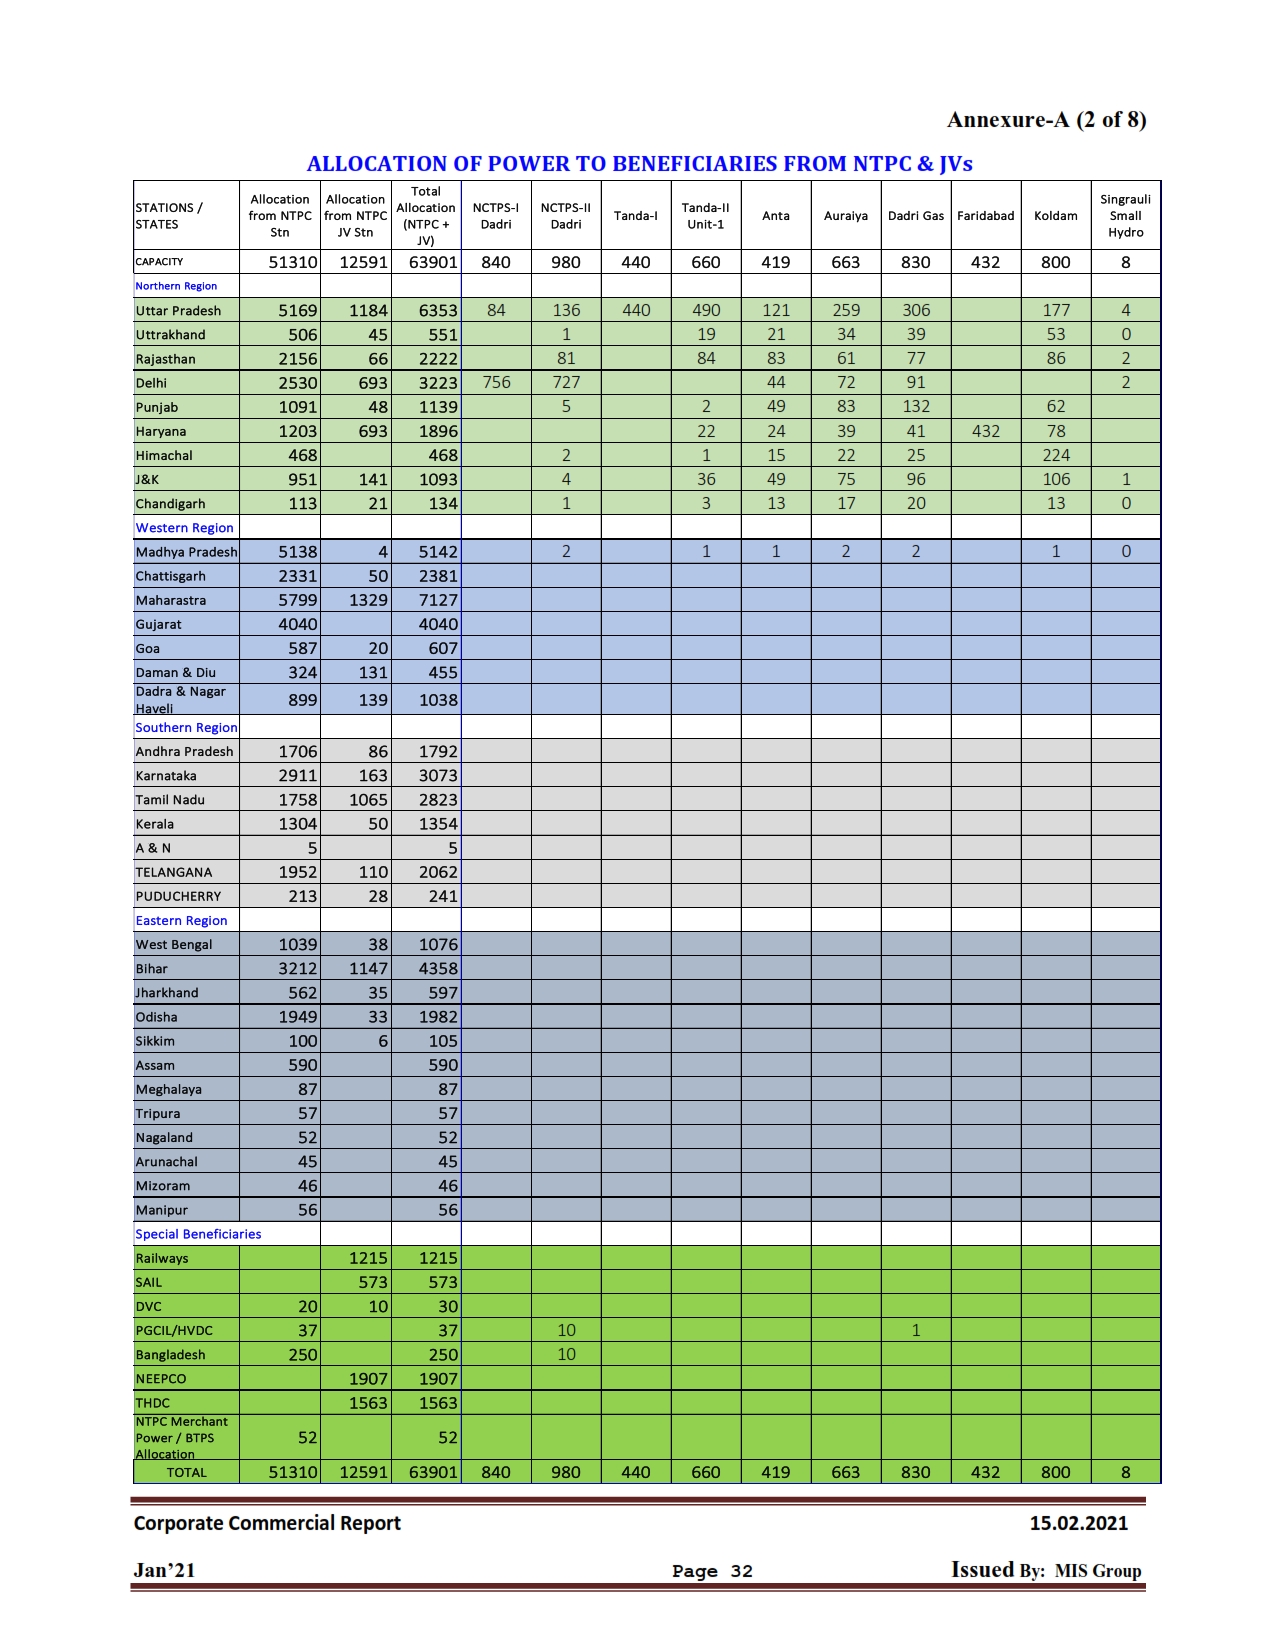 Annexure-A (2 of 8)
ALLOCATION OF POWER TO BENEFICIARIES FROM NTPC & JVs
STATIONS / STATES Allocation from NTPC Stn Allocation from NTPC JV Stn Total Allocation (NTPC + JV) NCTPS-I Dadri NCTPS-II Dadri Tanda-I Tanda-II Unit-1 Anta Auraiya Dadri Gas Faridabad Koldam Singrauli Small Hydro
CAPACITY 51310 12591 63901 840 980 440 660 419 663 830 432 800 8
Northern Region
Uttar Pradesh 5169 1184 6353 84 136 440 490 121 259 306 177 4
Uttrakhand 506 45 551 1 19 21 34 39 53 0
Rajasthan 2156 66 2222 81 84 83 61 77 86 2
Delhi 2530 693 3223 756 727 44 72 91 2
Punjab 1091 48 1139 5 2 49 83 132 62
Haryana 1203 693 1896 22 24 39 41 432 78
Himachal 468 468 2 1 15 22 25 224
J&K 951 141 1093 4 36 49 75 96 106 1
Chandigarh 113 21 134 1 3 13 17 20 13 0
Western Region
Madhya Pradesh 5138 4 5142 2 1 1 2 2 1 0
Chattisgarh 2331 50 2381
Maharastra 5799 1329 7127
Gujarat 4040 4040
Goa 587 20 607
Daman & Diu 324 131 455
Dadra & Nagar Haveli 899 139 1038
Southern Region
Andhra Pradesh 1706 86 1792
Karnataka 2911 163 3073
Tamil Nadu 1758 1065 2823
Kerala 1304 50 1354
A & N 5 5
TELANGANA 1952 110 2062
PUDUCHERRY 213 28 241
Eastern Region
West Bengal 1039 38 1076
Bihar 3212 1147 4358
Jharkhand 562 35 597
Odisha 1949 33 1982
Sikkim 100 6 105
Assam 590 590
Meghalaya 87 87
Tripura 57 57
Nagaland 52 52
Arunachal 45 45
Mizoram 46 46
Manipur 56 56
Special Beneficiaries
Railways 1215 1215
SAIL 573 573
DVC 20 10 30
PGCIL/HVDC 37 37 10 1
Bangladesh 250 250 10
NEEPCO 1907 1907
THDC 1563 1563
NTPC Merchant Power / BTPS Allocation 52 52
TOTAL 51310 12591 63901 840 980 440 660 419 663 830 432 800 8
Corporate Commercial Report 15.02.2021
Jan’21 Page 32 Issued By: MIS Group